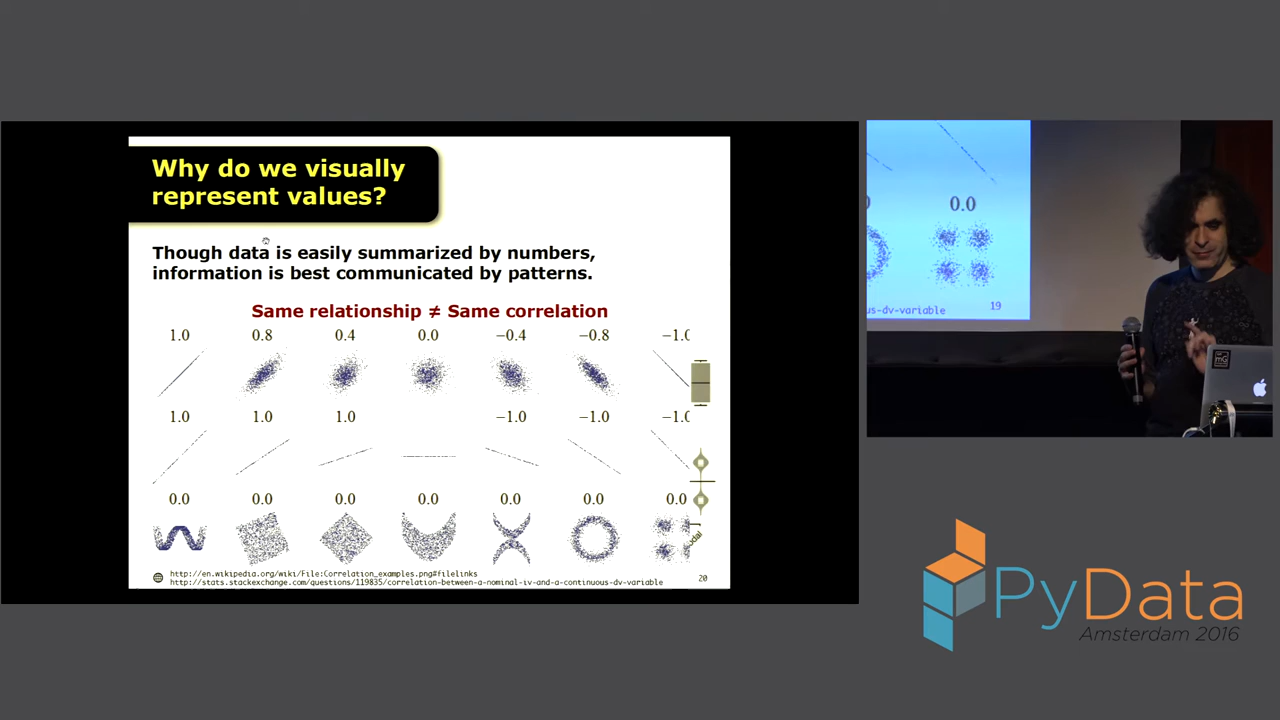 Why do we visually
represent values?
Though data is easily summarized by numbers,
information is best communicated by patterns.
Same relationship ≠ Same correlation
1.0 0.8 0.4 0.0 −0.4 −0.8 −1.0
1.0 1.0 1.0 −1.0 −1.0 −1.0
0.0 0.0 0.0 0.0 0.0 0.0 0.0
http://en.wikipedia.org/wiki/File:Correlation_examples.png#filelinks
http://stats.stackexchange.com/questions/119835/correlation-between-a-nominal-iv-and-a-continuous-dv-variable
20
0.0
us-dv-variable 19
mG
PyData
Amsterdam 2016